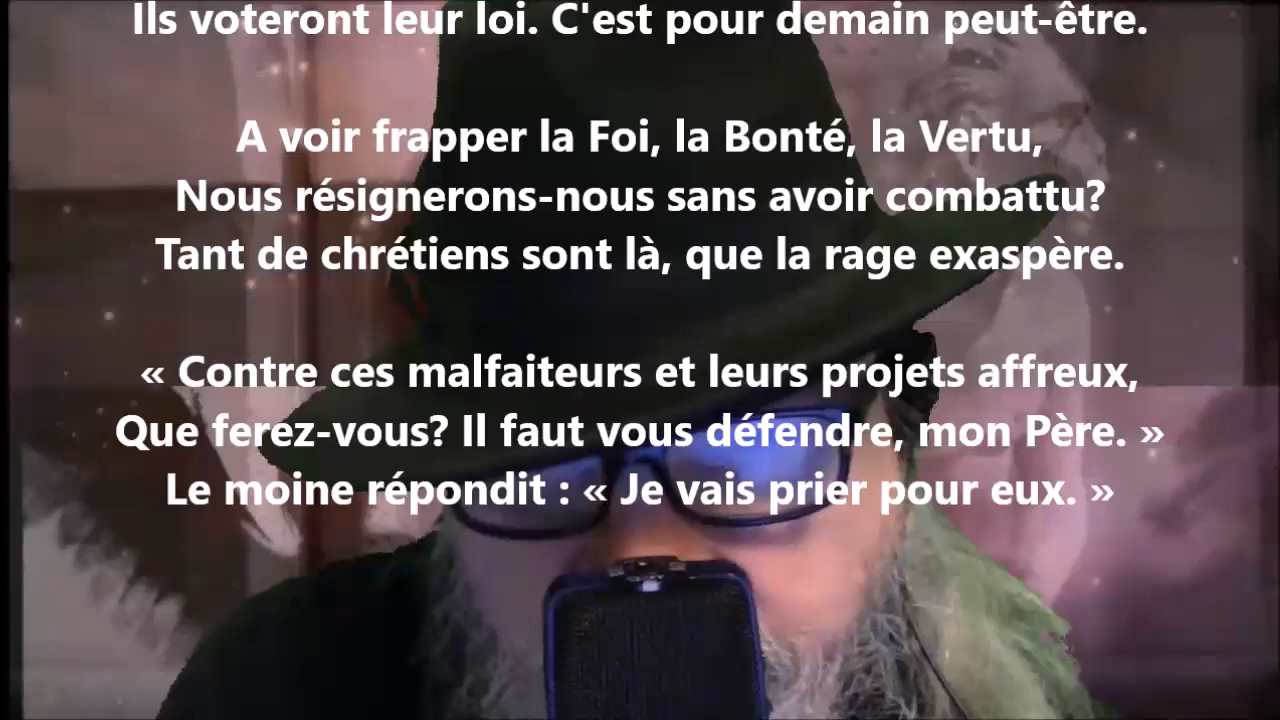 Ils voteront leur loi. C'est pour demain peut-être.
A voir frapper la Foi, la Bonté, la Vertu,
Nous résignerons-nous sans avoir combattu?
Tant de chrétiens sont là, que la rage exaspère.
« Contre ces malfaiteurs et leurs projets affreux,
Que ferez-vous? Il faut vous défendre, mon Père. »
Le moine répondit : « Je vais prier pour eux. »